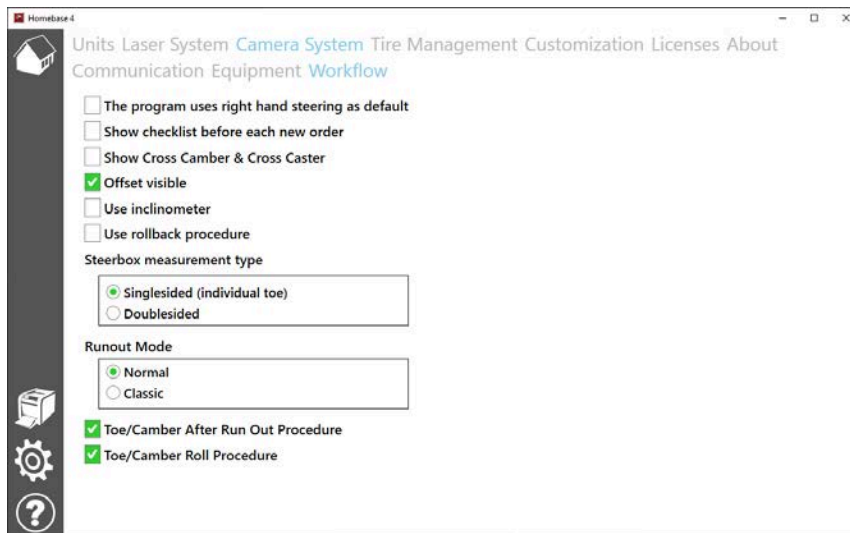 Homebase 4
Units Laser System Camera System Tire Management Customization Licenses About
Communication Equipment Workflow
The program uses right hand steering as default
Show checklist before each new order
Show Cross Camber & Cross Caster
Offset visible
Use inclinometer
Use rollback procedure
Steerbox measurement type
Singlesided (individual toe)
Doublesided
Runout Mode
Normal
Classic
Toe/Camber After Run Out Procedure
Toe/Camber Roll Procedure
?